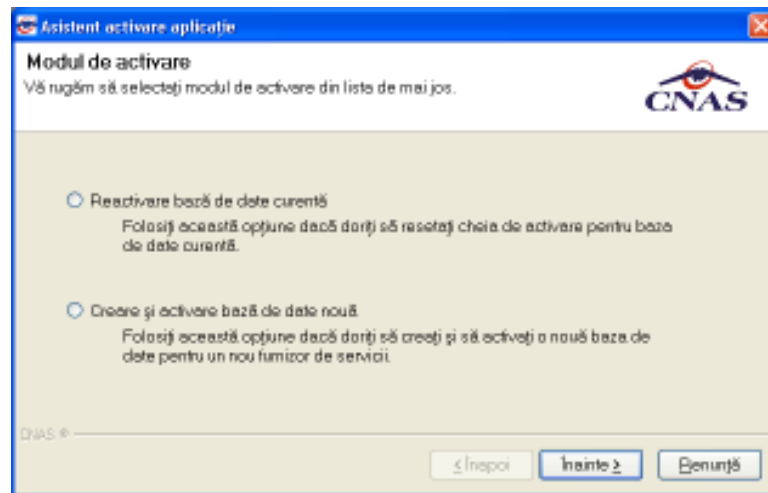 Asistent activare aplicație
Modul de activare
Vă rugăm să selectați modul de activare din lista de mai jos.
CNAS
Reactivare bază de date curentă
Folosiți această opțiune dacă doriți să resetați cheia de activare pentru baza
de date curentă.
Creare și activare bază de date nouă
Folosiți această opțiune dacă doriți să creați și să activați o nouă baza de
date pentru un nou furnizor de servicii.
CNAS ®
< Înapoi
Înainte >
Renunță